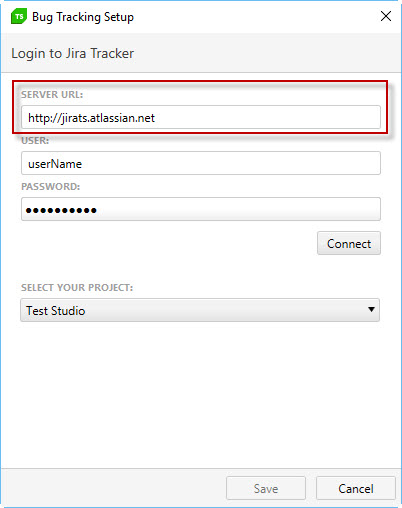 TS Bug Tracking Setup
Login to Jira Tracker
SERVER URL:
http://jirats.atlassian.net
USER:
userName
PASSWORD:
●●●●●●●●●●
Connect
SELECT YOUR PROJECT:
Test Studio
Save Cancel